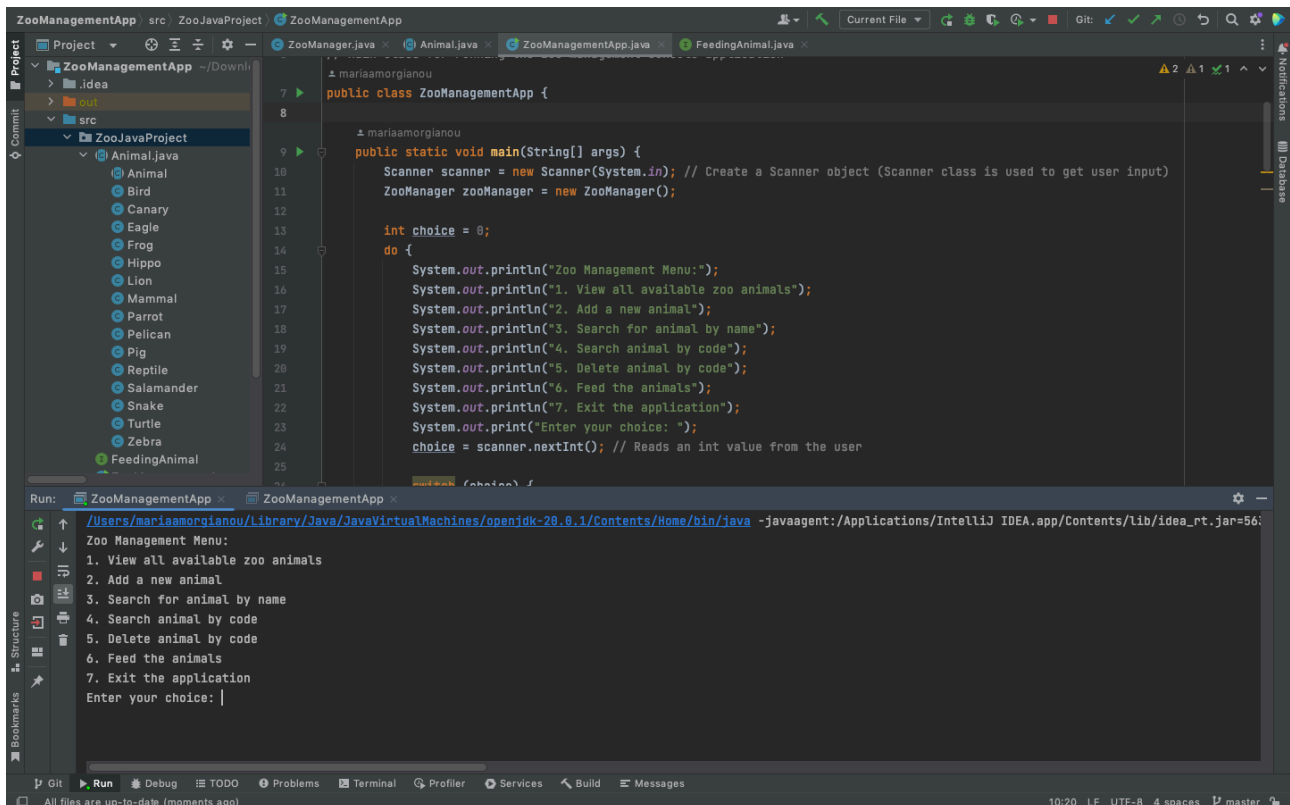 ZooManagementApp src ZooJavaProject ZooManagementApp
Current File
Git:
Project
ZooManager.java
Animal.java
ZooManagementApp.java
FeedingAnimal.java
Project
Commit
Structure
Bookmarks
Notifications
Database
ZooManagementApp ~/Downl
.idea
out
src
ZooJavaProject
Animal.java
Animal
Bird
Canary
Eagle
Frog
Hippo
Lion
Mammal
Parrot
Pelican
Pig
Reptile
Salamander
Snake
Turtle
Zebra
FeedingAnimal
2 1 1
mariaamorgianou
7 public class ZooManagementApp {
8
mariaamorgianou
9 public static void main(String[] args) {
10 Scanner scanner = new Scanner(System.in); // Create a Scanner object (Scanner class is used to get user input)
11 ZooManager zooManager = new ZooManager();
12
13 int choice = 0;
14 do {
15 System.out.println("Zoo Management Menu:");
16 System.out.println("1. View all available zoo animals");
17 System.out.println("2. Add a new animal");
18 System.out.println("3. Search for animal by name");
19 System.out.println("4. Search animal by code");
20 System.out.println("5. Delete animal by code");
21 System.out.println("6. Feed the animals");
22 System.out.println("7. Exit the application");
23 System.out.print("Enter your choice: ");
24 choice = scanner.nextInt(); // Reads an int value from the user
25
26 switch (choice) {
Run: ZooManagementApp ZooManagementApp
/Users/mariaamorgianou/Library/Java/JavaVirtualMachines/openjdk-20.0.1/Contents/Home/bin/java -javaagent:/Applications/IntelliJ IDEA.app/Contents/lib/idea_rt.jar=56
Zoo Management Menu:
1. View all available zoo animals
2. Add a new animal
3. Search for animal by name
4. Search animal by code
5. Delete animal by code
6. Feed the animals
7. Exit the application
Enter your choice:
Git Run Debug TODO Problems Terminal Profiler Services Build Messages
All files are up-to-date (moments ago)
10:20 LF UTF-8 4 spaces master